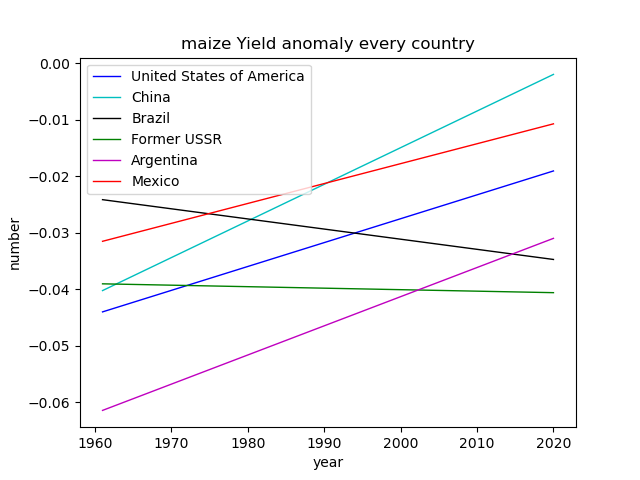 maize Yield anomaly every country
0.00
−0.01
−0.02
−0.03
−0.04
−0.05
−0.06
number
United States of America
China
Brazil
Former USSR
Argentina
Mexico
1960 1970 1980 1990 2000 2010 2020
year